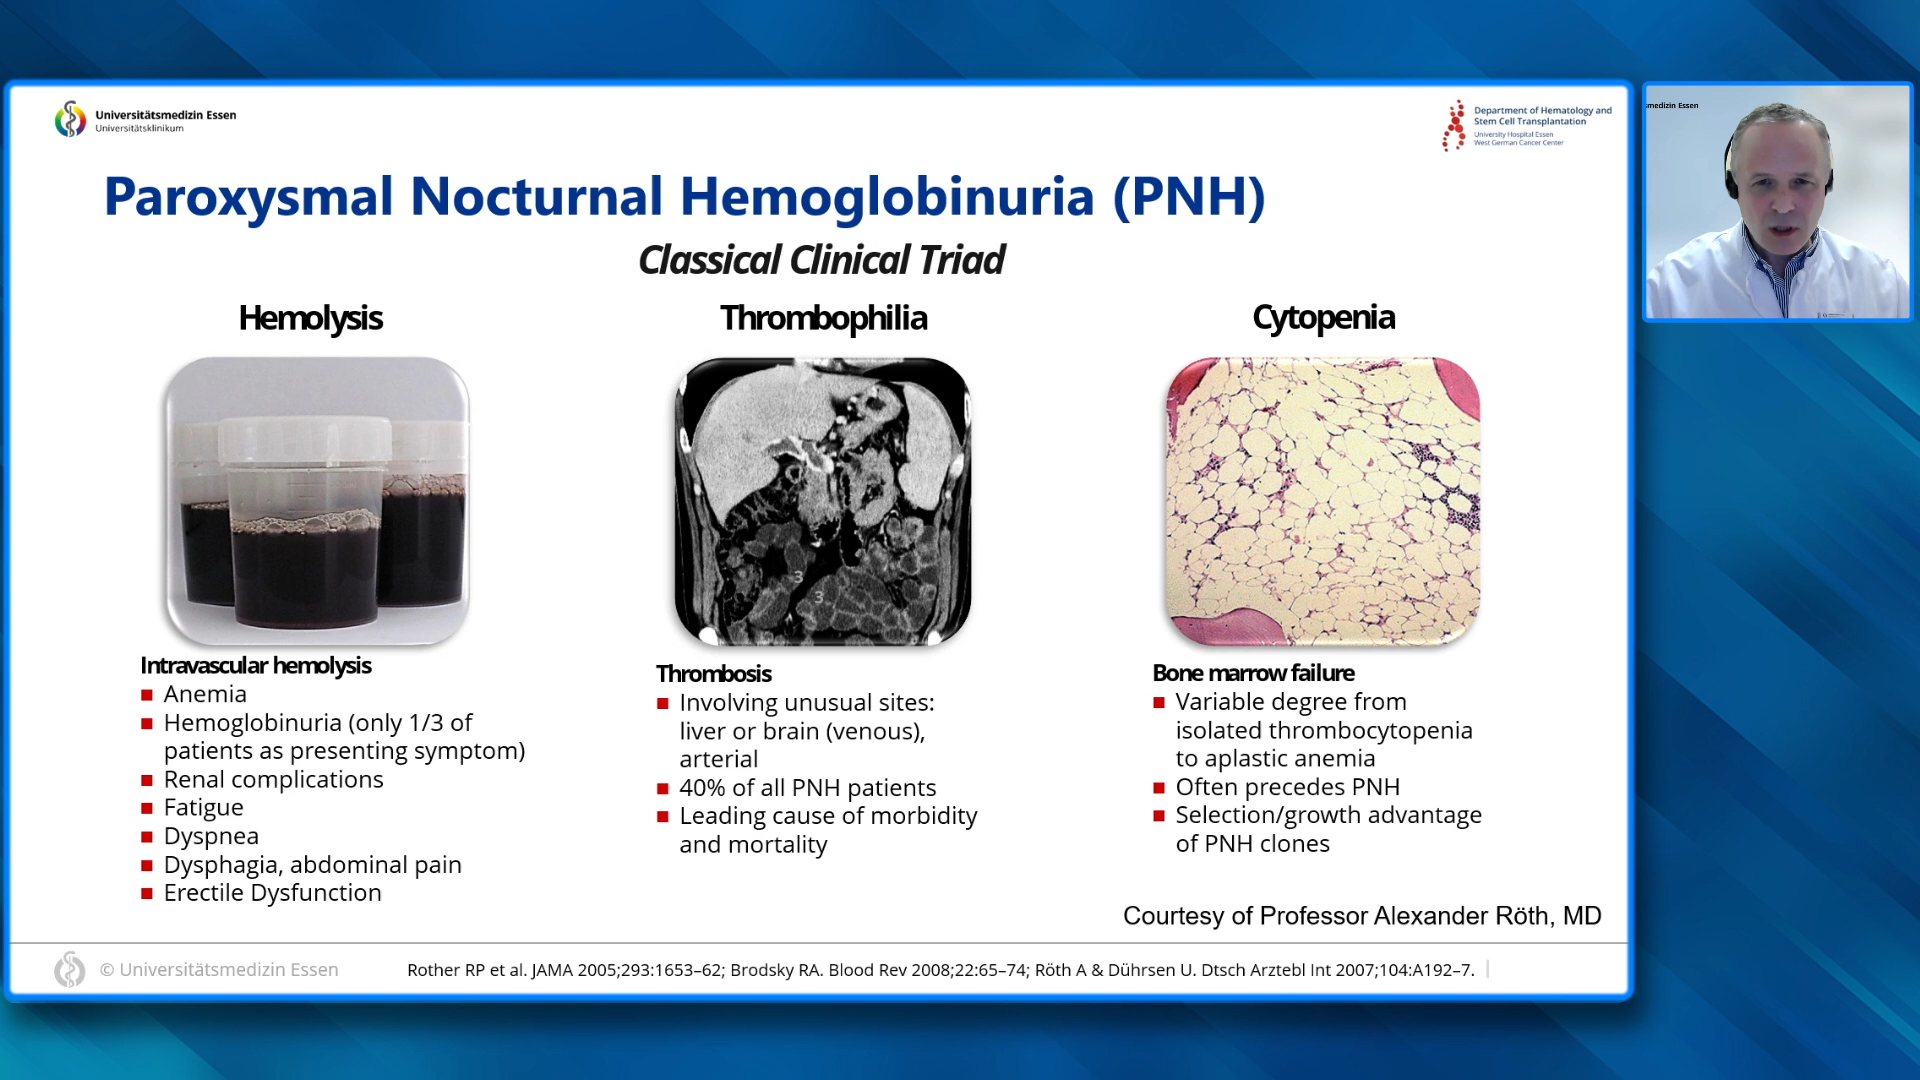 Universitätsmedizin Essen
Universitätsklinikum
Department of Hematology and
Stem Cell Transplantation
University Hospital Essen
West German Cancer Center
Paroxysmal Nocturnal Hemoglobinuria (PNH)
Classical Clinical Triad
Hemolysis
Intravascular hemolysis
Anemia
Hemoglobinuria (only 1/3 of
patients as presenting symptom)
Renal complications
Fatigue
Dyspnea
Dysphagia, abdominal pain
Erectile Dysfunction
Thrombophilia
3
3
Thrombosis
Involving unusual sites:
liver or brain (venous),
arterial
40% of all PNH patients
Leading cause of morbidity
and mortality
Cytopenia
Bone marrow failure
Variable degree from
isolated thrombocytopenia
to aplastic anemia
Often precedes PNH
Selection/growth advantage
of PNH clones
Courtesy of Professor Alexander Röth, MD
© Universitätsmedizin Essen
Rother RP et al. JAMA 2005;293:1653–62; Brodsky RA. Blood Rev 2008;22:65–74; Röth A & Dührsen U. Dtsch Arztebl Int 2007;104:A192–7.
smedizin Essen